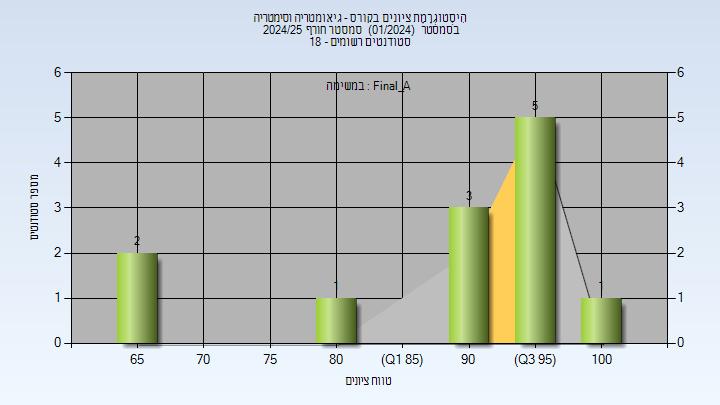 היסטוגרמת ציונים בקורס - גיאומטריה וסימטריה
בסמסטר (01/2024) סמסטר חורף 2024/25
סטודנטים רשומים - 18
במשימה : Final_A
6 6
5 5 5
4 4
3 3 3
מספר סטודנטים
2 2 2
1 1 1 1
0 0
65 70 75 80 (Q1 85) 90 (Q3 95) 100
טווח ציונים